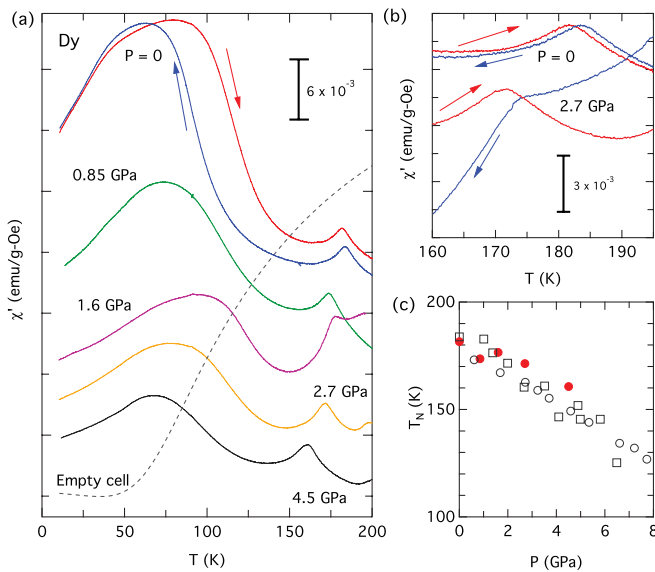 (a)
Dy
P = 0
6 x 10⁻³
0.85 GPa
1.6 GPa
2.7 GPa
Empty cell
4.5 GPa
χ' (emu/g-Oe)
0 50 100 150 200
T (K)
(b)
P = 0
2.7 GPa
3 x 10⁻³
χ' (emu/g-Oe)
160 170 180 190
T (K)
(c)
200
150
100
T_N (K)
0 2 4 6 8
P (GPa)